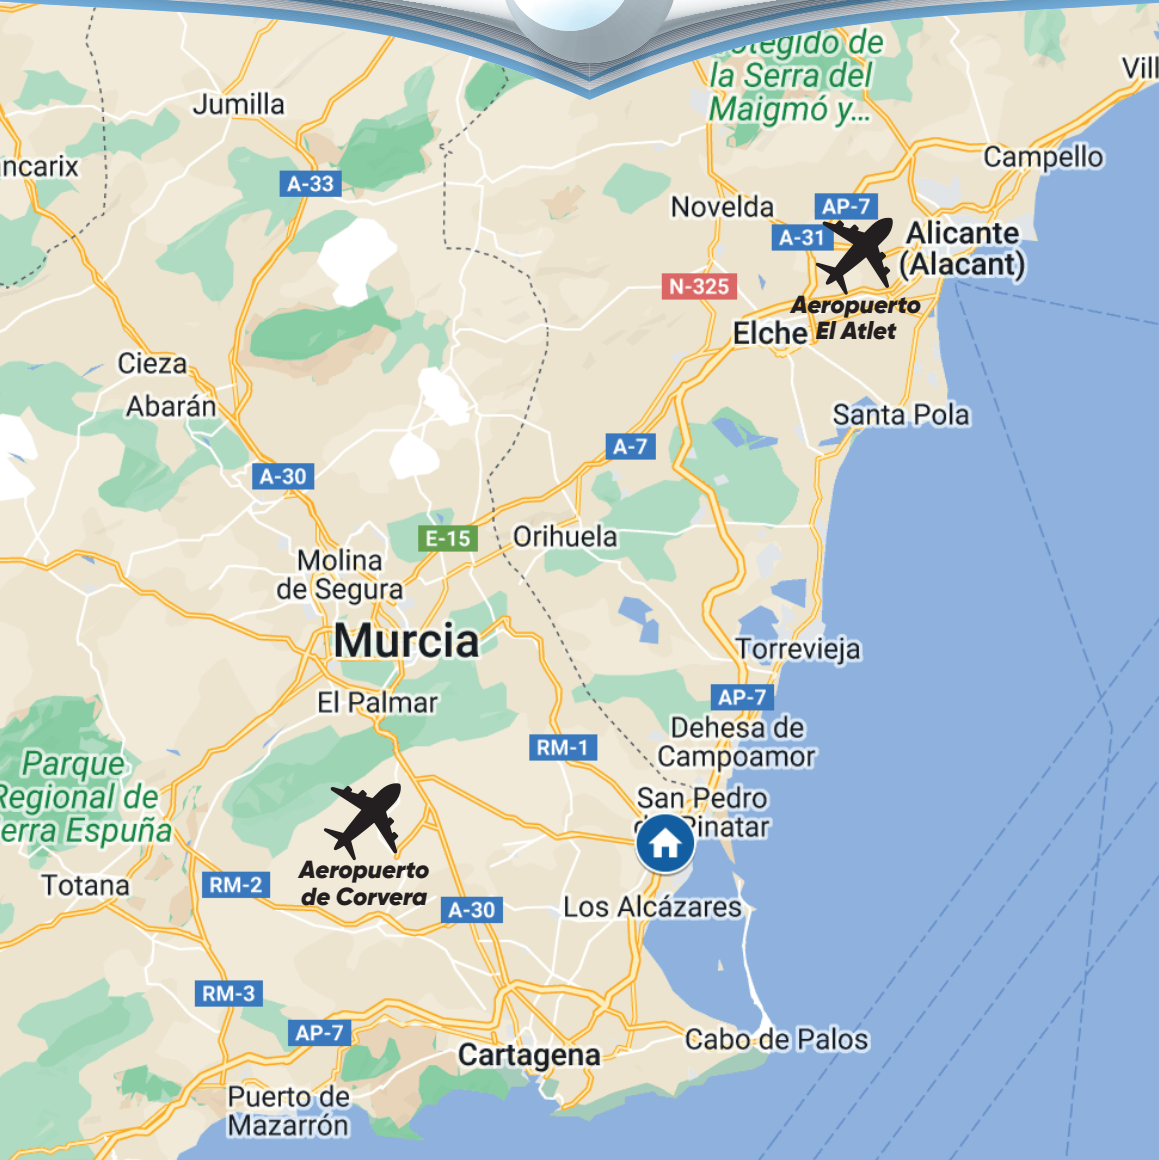 otegido de
la Serra del
Maigmó y...
Vill
Jumilla
Campello
ncarix
A-33
Novelda
AP-7
A-31
Alicante
(Alacant)
N-325
Aeropuerto
El Atlet
Elche
Cieza
Abarán
Santa Pola
A-7
A-30
E-15
Orihuela
Molina
de Segura
Murcia
Torrevieja
El Palmar
AP-7
Dehesa de
Campoamor
RM-1
Parque
Regional de
erra Espuña
San Pedro
d Pinatar
Aeropuerto
de Corvera
Totana
RM-2
A-30
Los Alcázares
RM-3
AP-7
Cabo de Palos
Cartagena
Puerto de
Mazarrón